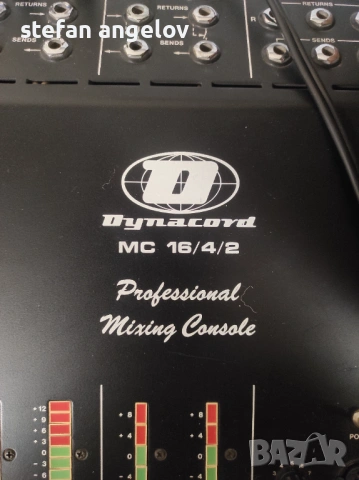 RETURNS RETURNS RETURNS
stefan angelov
R
SENDS SENDS SENDS
D
Dynacord
MC 16/4/2
Professional
Mixing Console
+12 +8 +8
9
6 +4 +4
+3
0 0 0
-3 -4 -4
6
PO
BAZAR